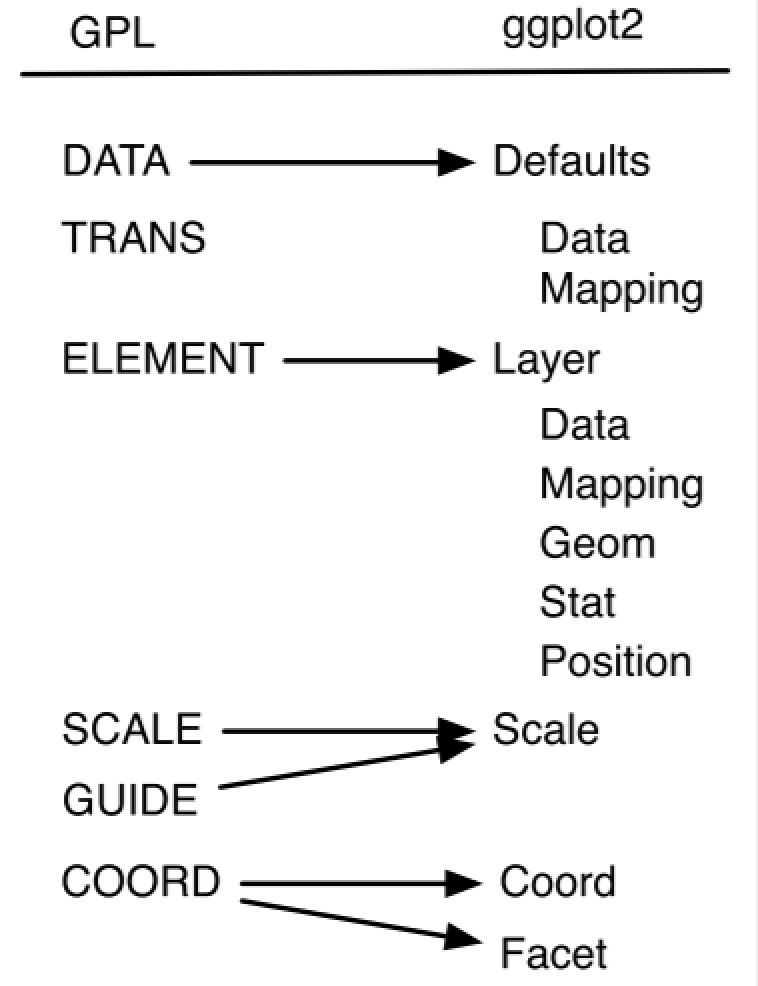 GPL ggplot2
DATA Defaults
TRANS Data
Mapping
ELEMENT Layer
Data
Mapping
Geom
Stat
Position
SCALE Scale
GUIDE
COORD Coord
Facet